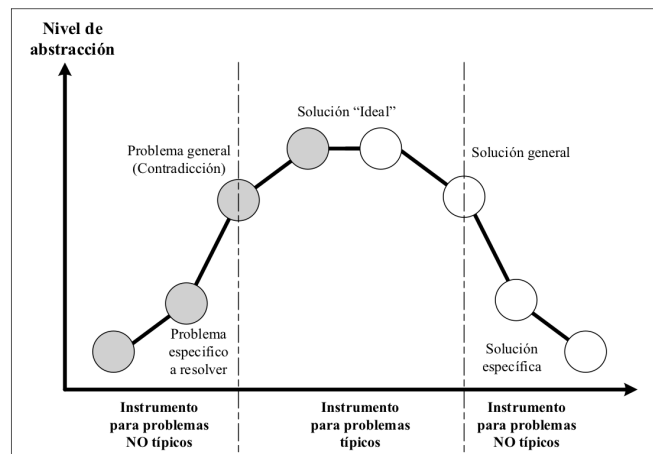 Nivel de
abstracción
Solución “Ideal”
Problema general
(Contradicción)
Solución general
Problema
especifico
a resolver
Solución
específica
Instrumento
para problemas
NO típicos
Instrumento
para problemas
típicos
Instrumento
para problemas
NO típicos